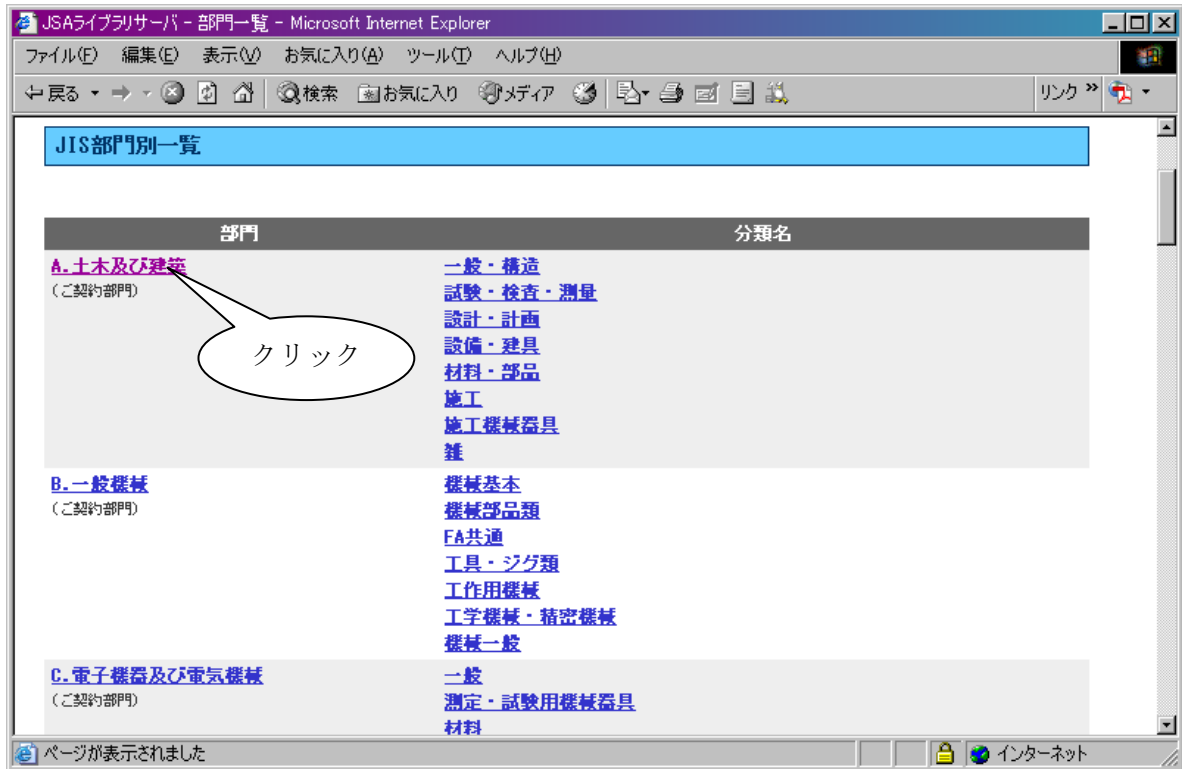 JSAライブラリサーバ - 部門一覧 - Microsoft Internet Explorer
ファイル(F) 編集(E) 表示(V) お気に入り(A) ツール(T) ヘルプ(H)
戻る 検索 お気に入り メディア リンク »
JIS部門別一覧
部門 分類名
A.土木及び建築 一般・構造
(ご契約部門) 試験・検査・測量
設計・計画
設備・建具
クリック
材料・部品
施工
施工機械器具
雑
B.一般機械 機械基本
(ご契約部門) 機械部品類
FA共通
工具・ジグ類
工作用機械
工学機械・精密機械
機械一般
C.電子機器及び電気機械 一般
(ご契約部門) 測定・試験用機械器具
材料
ページが表示されました インターネット